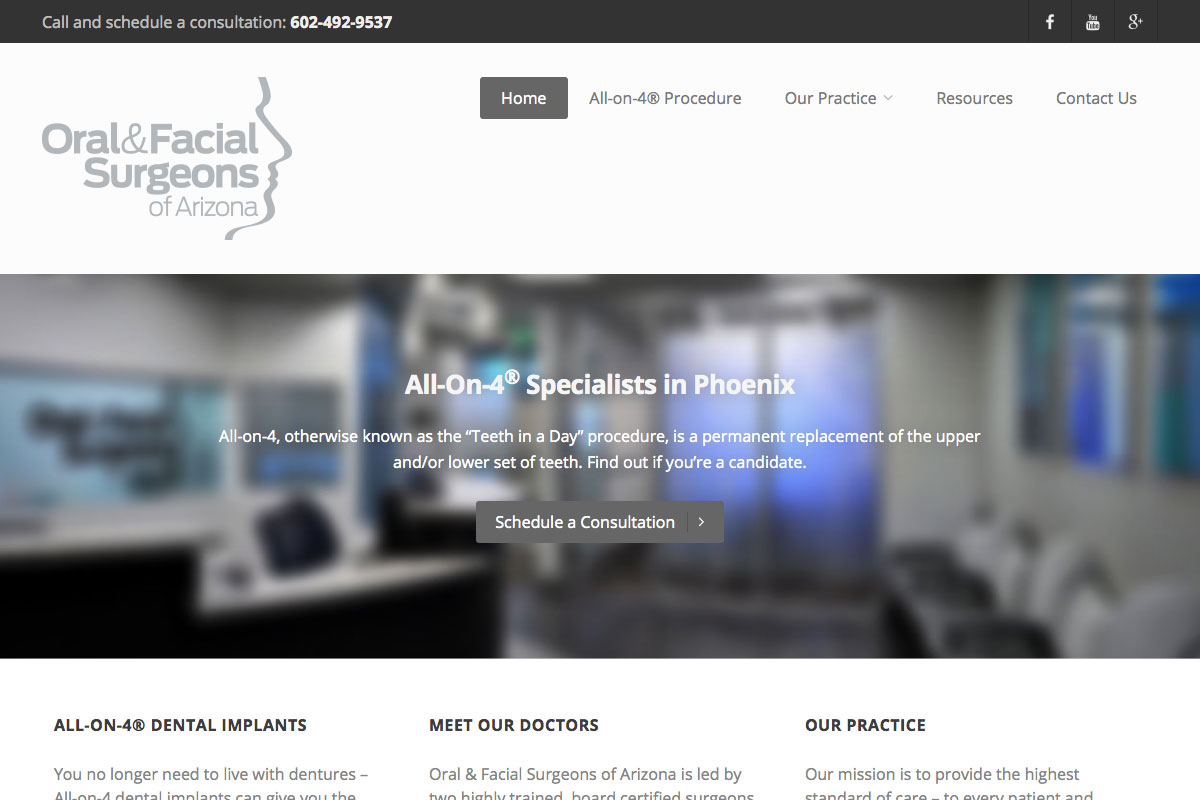 Call and schedule a consultation: 602-492-9537
You Tube
Oral&Facial
Surgeons
of Arizona
Home
All-on-4® Procedure
Our Practice
Resources
Contact Us
All-On-4® Specialists in Phoenix
All-on-4, otherwise known as the “Teeth in a Day” procedure, is a permanent replacement of the upper
and/or lower set of teeth. Find out if you’re a candidate.
Schedule a Consultation
ALL-ON-4® DENTAL IMPLANTS
You no longer need to live with dentures –
All-on-4 dental implants can give you the
MEET OUR DOCTORS
Oral & Facial Surgeons of Arizona is led by
two highly trained, board certified surgeons
OUR PRACTICE
Our mission is to provide the highest
standard of care – to every patient and